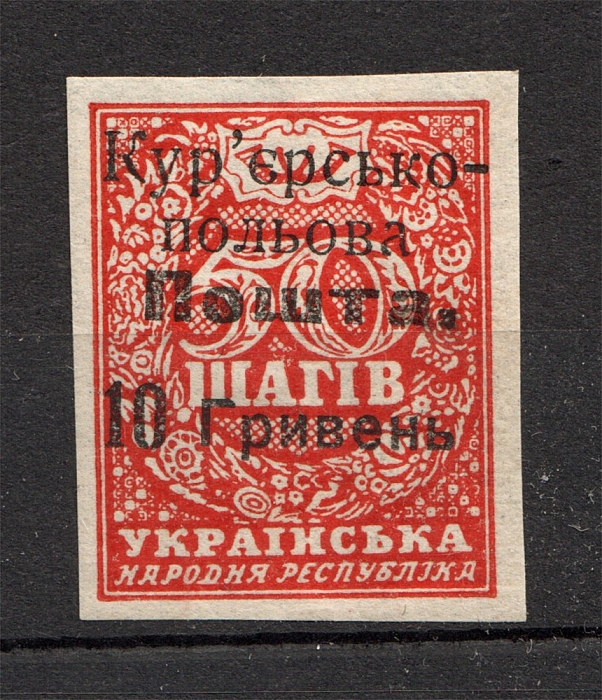 Кур'єрсько-
польова
Пошта.
50
ШАГІВ
10 Гривень
УКРАЇНСЬКА
НАРОДНЯ РЕСПУБЛІКА